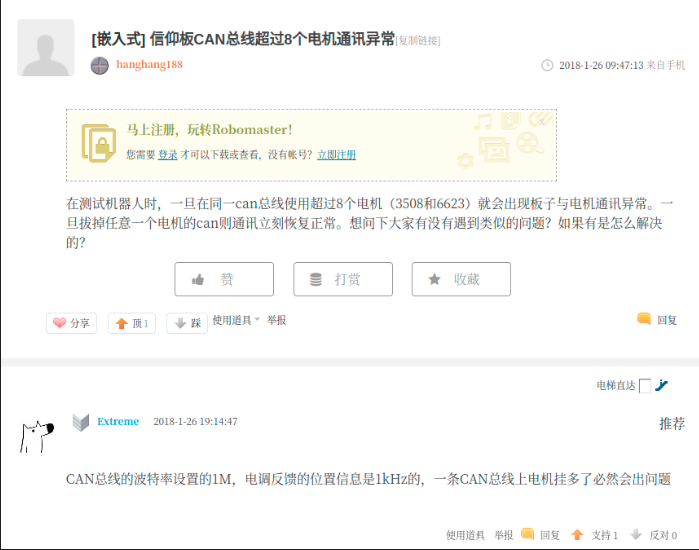 [嵌入式] 信仰板CAN总线超过8个电机通讯异常[复制链接]
hanghang188
2018-1-26 09:47:13 来自手机
马上注册，玩转Robomaster!
您需要 登录 才可以下载或查看，没有帐号？立即注册
在测试机器人时，一旦在同一can总线使用超过8个电机（3508和6623）就会出现板子与电机通讯异常。一
旦拔掉任意一个电机的can则通讯立刻恢复正常。想问下大家有没有遇到类似的问题？如果有是怎么解决
的？
赞 打赏 收藏
分享 顶1 踩 使用道具 举报 回复
电梯直达
Extreme 2018-1-26 19:14:47 推荐
CAN总线的波特率设置的1M，电调反馈的位置信息是1kHz的，一条CAN总线上电机挂多了必然会出问题
使用道具 举报 回复 支持 1 反对 0